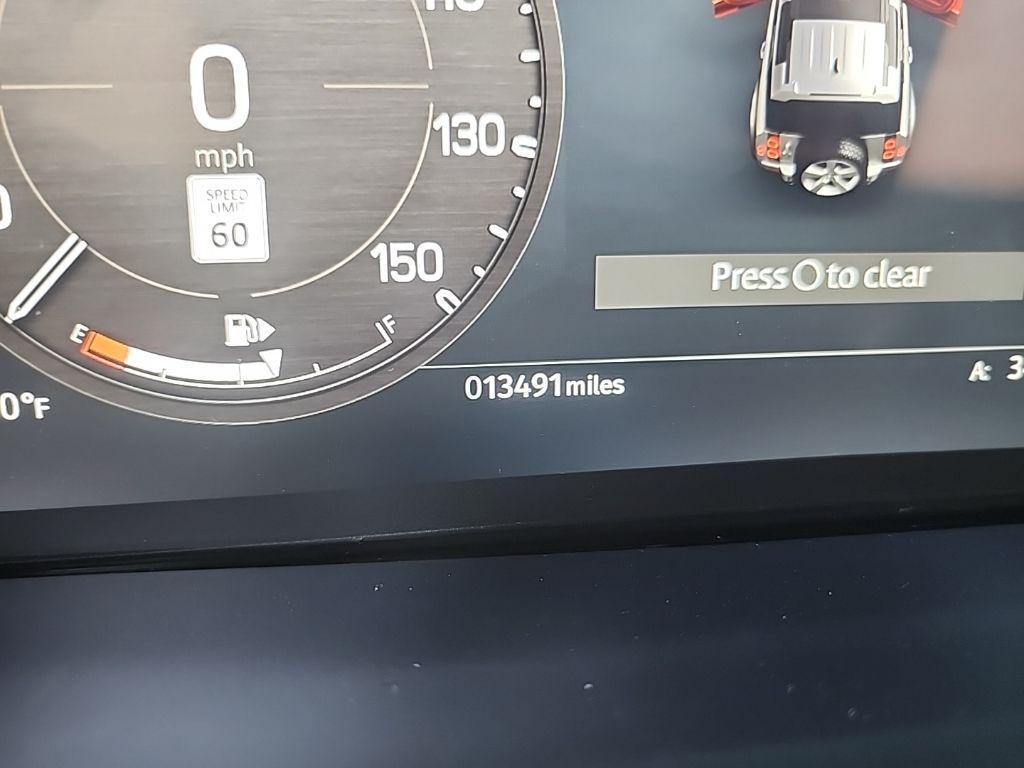 0
mph
130
SPEED
LIMIT
60
150
Press O to clear
E
F
013491 miles
A:
0°F